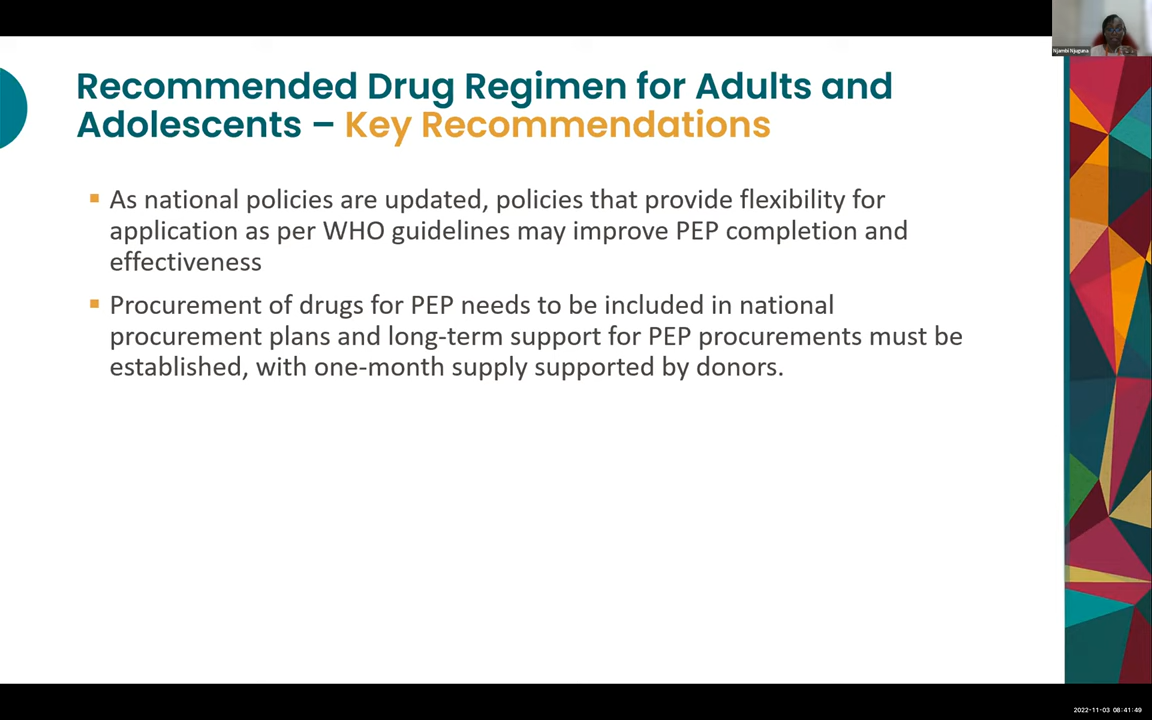 Njambi Njuguna
Recommended Drug Regimen for Adults and
Adolescents – Key Recommendations
▪ As national policies are updated, policies that provide flexibility for
application as per WHO guidelines may improve PEP completion and
effectiveness
▪ Procurement of drugs for PEP needs to be included in national
procurement plans and long-term support for PEP procurements must be
established, with one-month supply supported by donors.
2022-11-03 08:41:49